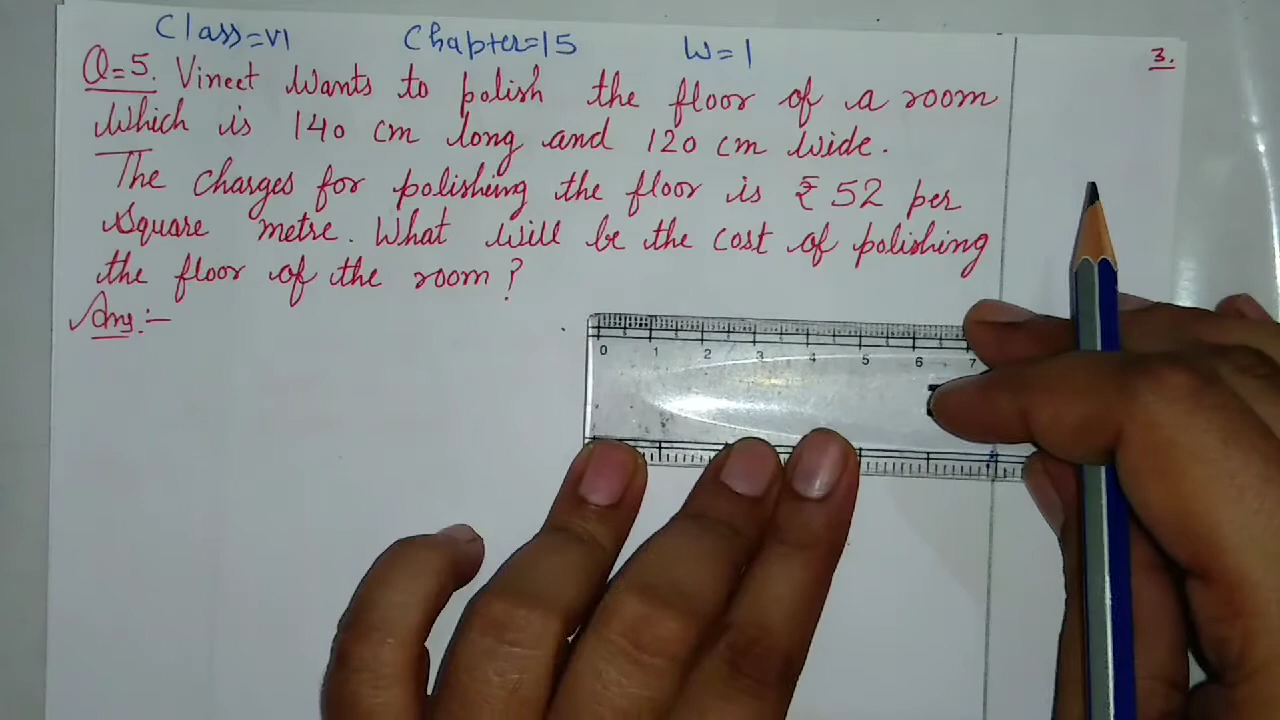 Class=VI Chapter=15 W=1
3.
Q=5. Vineet wants to polish the floor of a room
which is 140 cm long and 120 cm wide.
The charges for polishing the floor is ₹ 52 per
square metre. What will be the cost of polishing
the floor of the room?
Ans:-
0 1 2 3 4 5 6 7